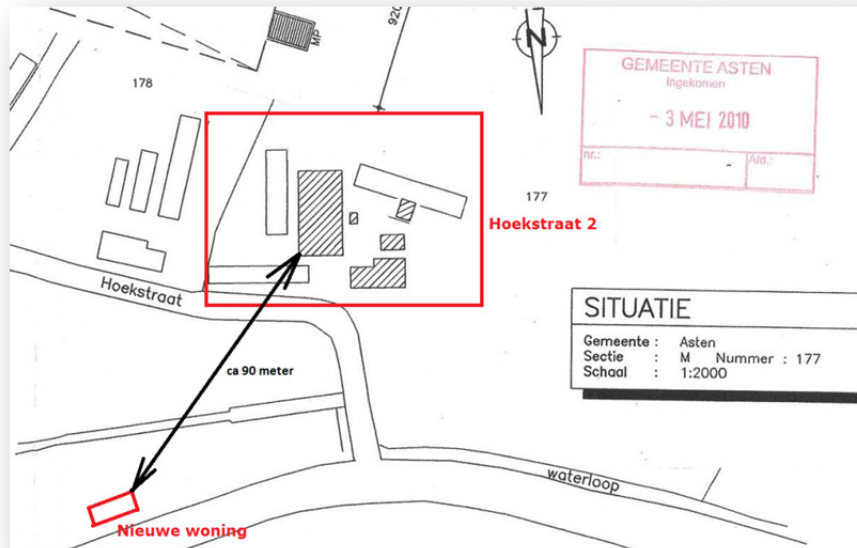 920
MP
N
178
GEMEENTE ASTEN
Ingekomen
- 3 MEI 2010
nr.:
Afd.:
177
Hoekstraat 2
Hoekstraat
SITUATIE
Gemeente : Asten
Sectie : M Nummer : 177
Schaal : 1:2000
ca 90 meter
waterloop
Nieuwe woning